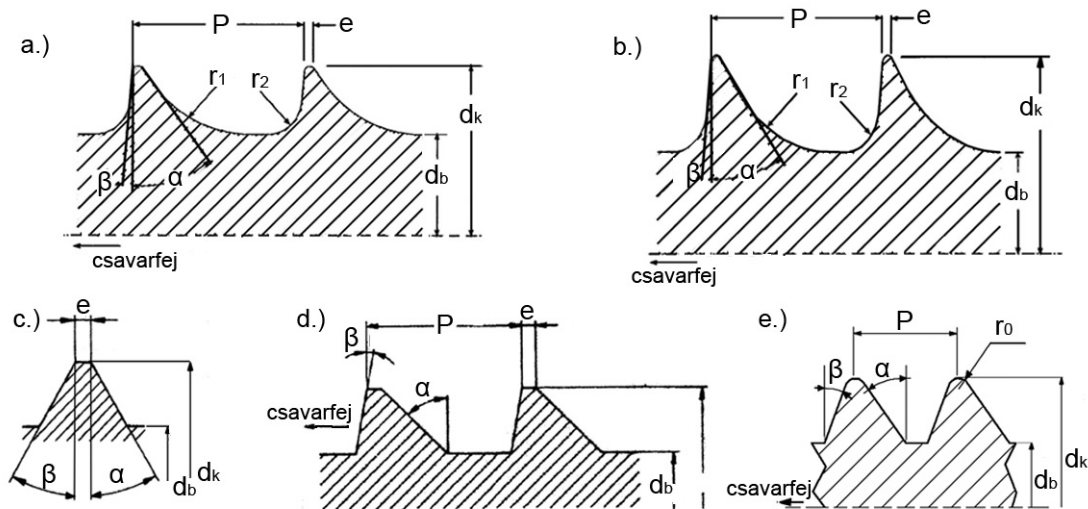 a.)
P
e
r1
r2
dk
β
α
db
csavarfej
b.)
P
e
r1
r2
dk
β
α
db
csavarfej
c.)
e
β
α
db
dk
d.)
P
e
β
α
csavarfej
db
e.)
P
r0
β
α
db
dk
csavarfej